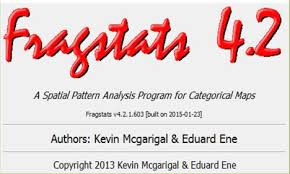 Fragstats 4.2
A Spatial Pattern Analysis Program for Categorical Maps
Fragstats v4.2.1.603 [built on 2015-01-23]
Authors: Kevin Mcgarigal & Eduard Ene
Copyright 2013 Kevin Mcgarigal & Eduard Ene